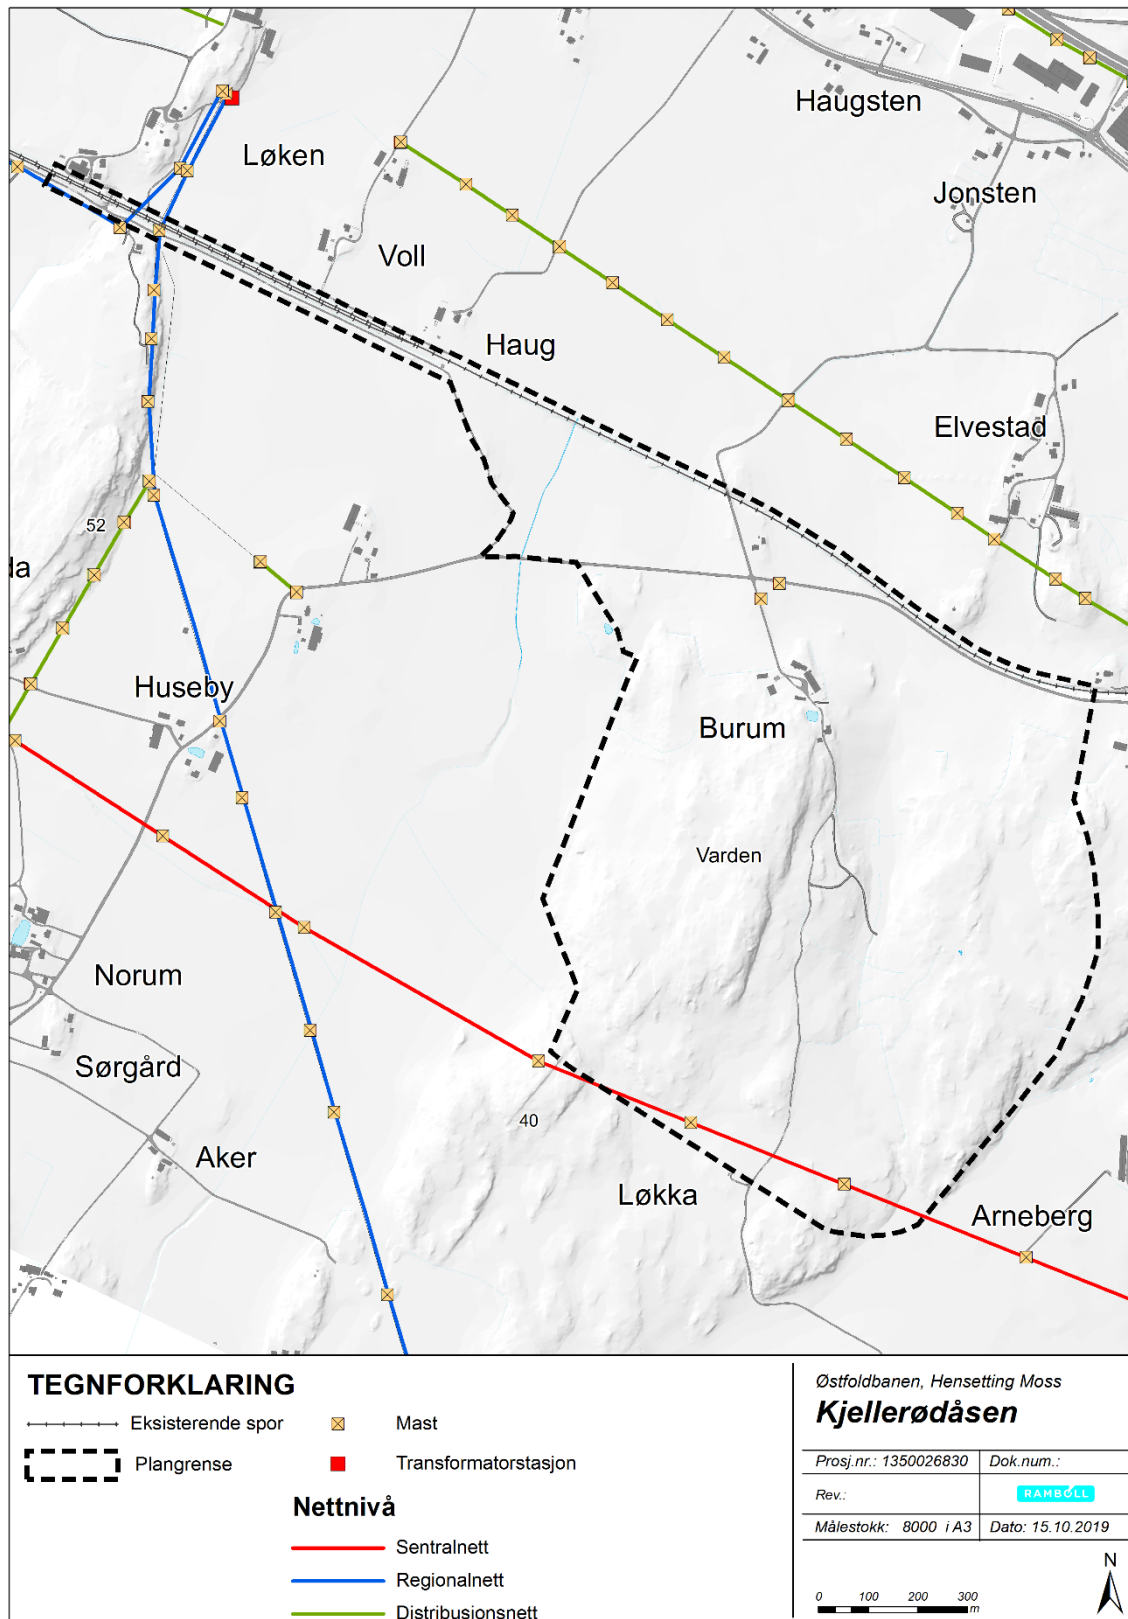 Haugsten
Løken
Jonsten
Voll
Haug
Elvestad
52
da
Huseby
Burum
Varden
Norum
Sørgård
40
Aker
Løkka
Arneberg
TEGNFORKLARING
Eksisterende spor
Mast
Plangrense
Transformatorstasjon
Nettnivå
Sentralnett
Regionalnett
Distribusjonsnett
Østfoldbanen, Hensetting Moss
Kjellerødåsen
Prosj.nr.: 1350026830 Dok.num.:
Rev.: RAMBOLL
Målestokk: 8000 i A3 Dato: 15.10.2019
N
0 100 200 300
m